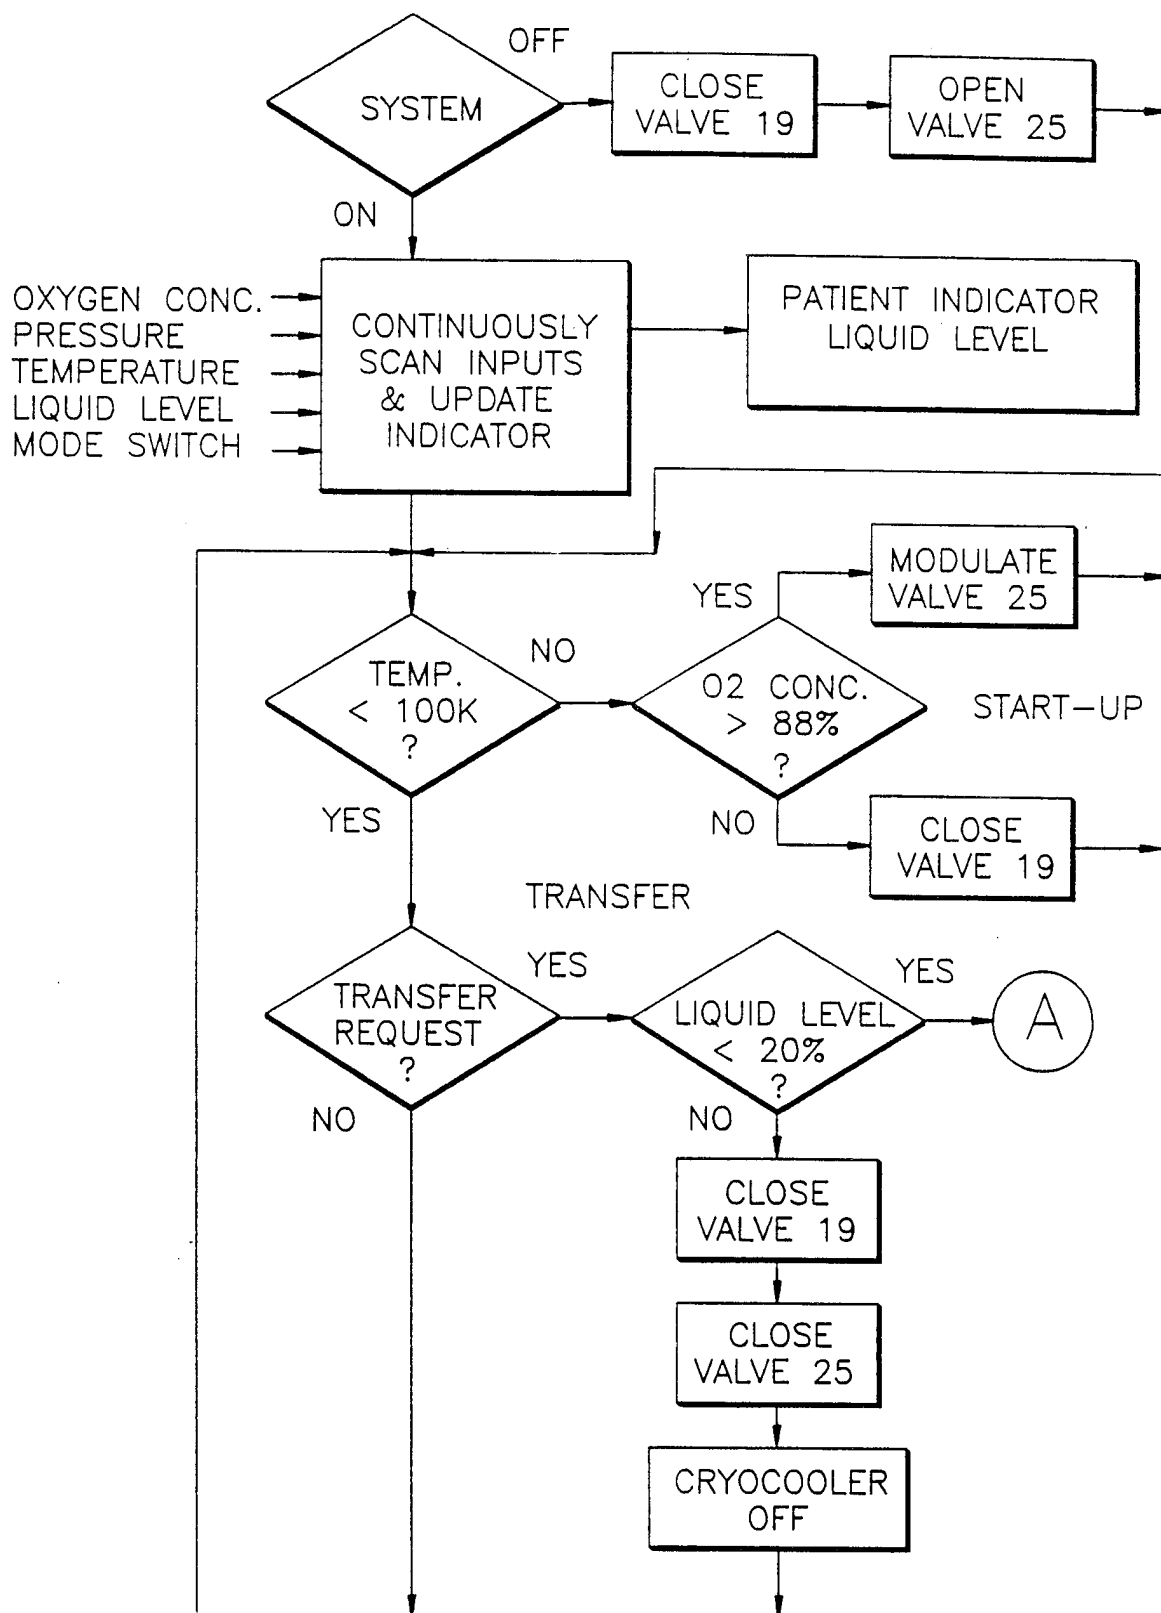 OFF
SYSTEM
CLOSE
VALVE 19
OPEN
VALVE 25
ON
OXYGEN CONC.
PRESSURE
TEMPERATURE
LIQUID LEVEL
MODE SWITCH
CONTINUOUSLY
SCAN INPUTS
& UPDATE
INDICATOR
PATIENT INDICATOR
LIQUID LEVEL
MODULATE
VALVE 25
YES
NO
TEMP.
< 100K
?
O2 CONC.
> 88%
?
START-UP
YES
NO
CLOSE
VALVE 19
TRANSFER
YES
YES
TRANSFER
REQUEST
?
LIQUID LEVEL
< 20%
?
A
NO
NO
CLOSE
VALVE 19
CLOSE
VALVE 25
CRYOCOOLER
OFF